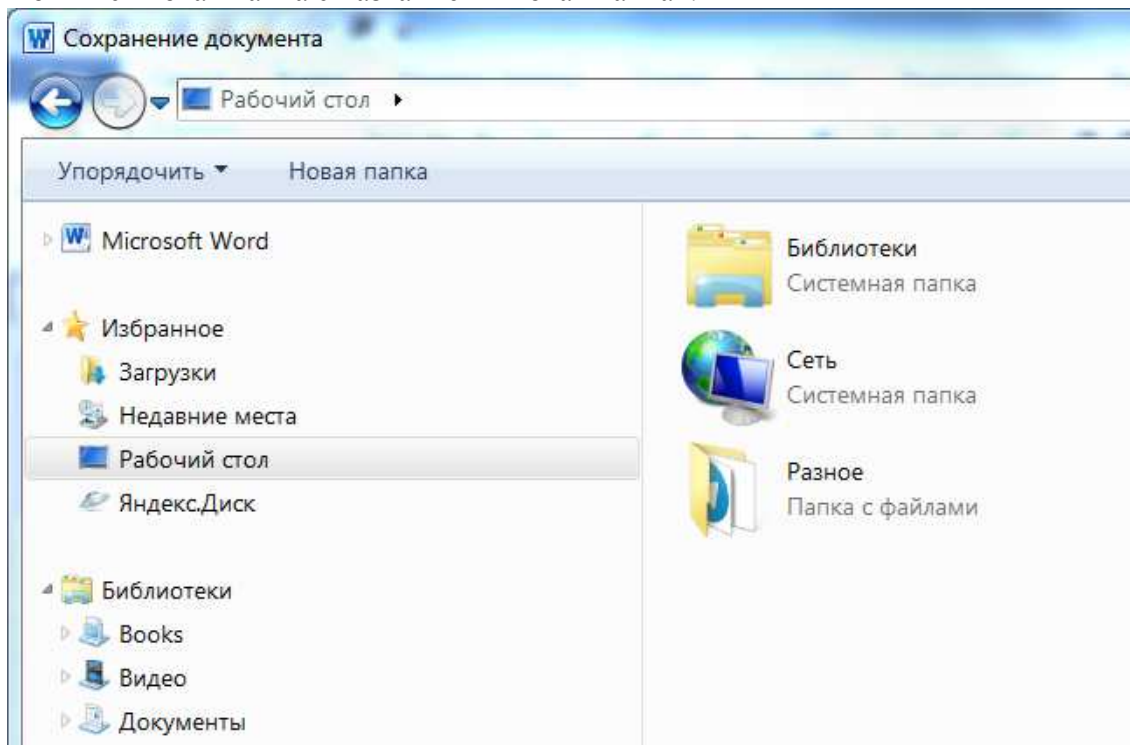 Сохранение документа
Рабочий стол
Упорядочить Новая папка
Microsoft Word
Избранное
Загрузки
Недавние места
Рабочий стол
Яндекс.Диск
Библиотеки
Books
Видео
Документы
Библиотеки
Системная папка
Сеть
Системная папка
Разное
Папка с файлами